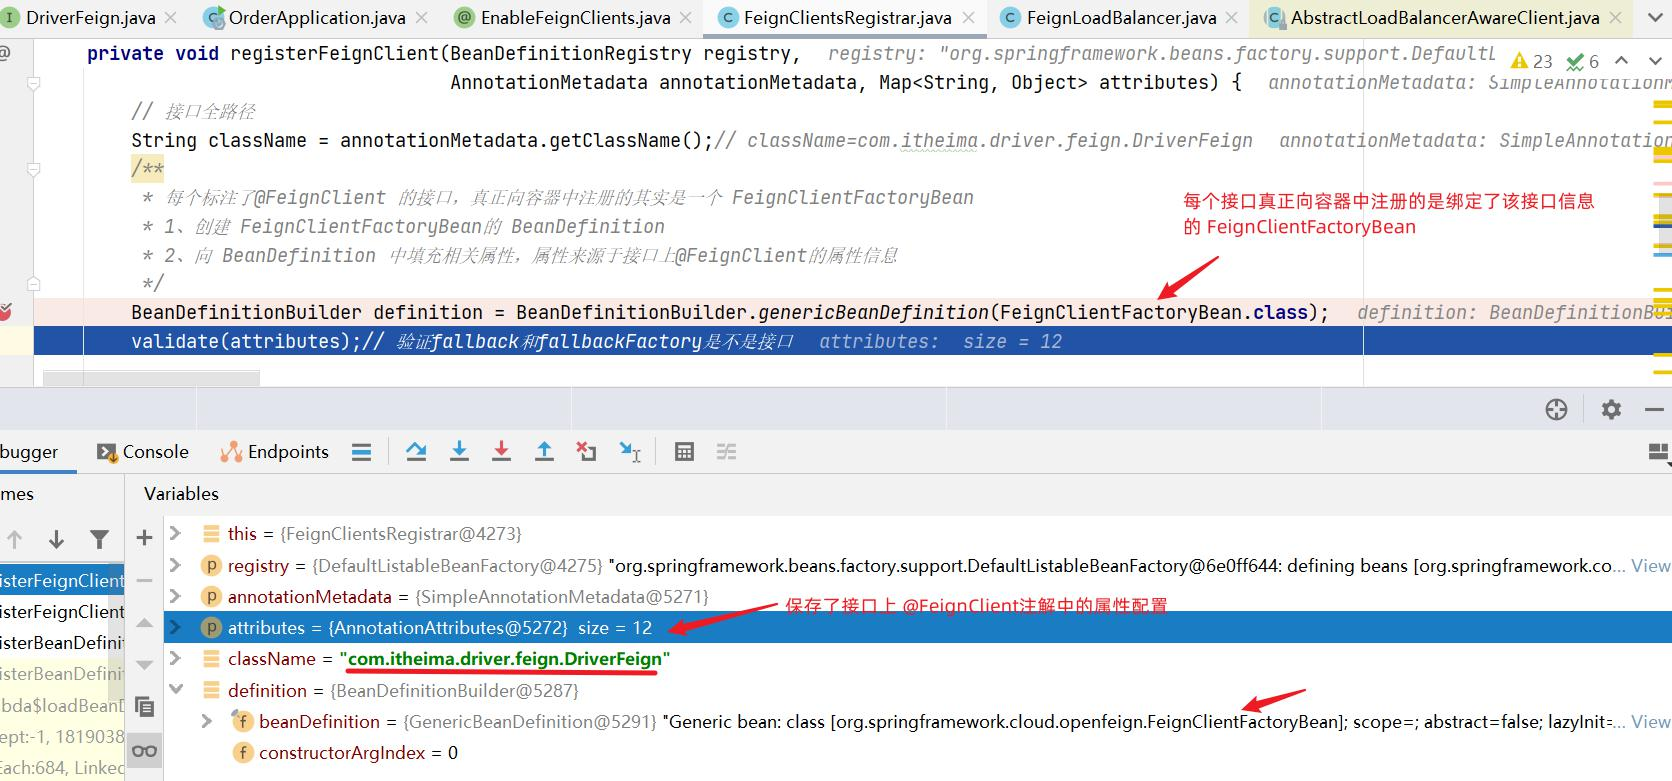 DriverFeign.java OrderApplication.java EnableFeignClients.java FeignClientsRegistrar.java FeignLoadBalancer.java AbstractLoadBalancerAwareClient.java
private void registerFeignClient(BeanDefinitionRegistry registry, registry: "org.springframework.beans.factory.support.DefaultL 23 6
AnnotationMetadata annotationMetadata, Map<String, Object> attributes) { annotationMetadata: SimpleAnnotationM
// 接口全路径
String className = annotationMetadata.getClassName();// className=com.itheima.driver.feign.DriverFeign annotationMetadata: SimpleAnnotation
/**
* 每个标注了@FeignClient 的接口，真正向容器中注册的其实是一个 FeignClientFactoryBean
每个接口真正向容器中注册的是绑定了该接口信息
的 FeignClientFactoryBean
* 1、创建 FeignClientFactoryBean的 BeanDefinition
* 2、向 BeanDefinition 中填充相关属性，属性来源于接口上@FeignClient的属性信息
*/
BeanDefinitionBuilder definition = BeanDefinitionBuilder.genericBeanDefinition(FeignClientFactoryBean.class); definition: BeanDefinitionBui
validate(attributes);// 验证fallback和fallbackFactory是不是接口 attributes: size = 12
bugger Console Endpoints
mes Variables
this = {FeignClientsRegistrar@4273}
registry = {DefaultListableBeanFactory@4275} "org.springframework.beans.factory.support.DefaultListableBeanFactory@6e0ff644: defining beans [org.springframework.co... View
isterFeignClient
annotationMetadata = {SimpleAnnotationMetadata@5271}
保存了接口上 @FeignClient注解中的属性配置
isterFeignClient
attributes = {AnnotationAttributes@5272} size = 12
isterBeanDefinit
className = "com.itheima.driver.feign.DriverFeign"
isterBeanDefinit
definition = {BeanDefinitionBuilder@5287}
bda$loadBeanD
beanDefinition = {GenericBeanDefinition@5291} "Generic bean: class [org.springframework.cloud.openfeign.FeignClientFactoryBean]; scope=; abstract=false; lazyInit=... View
ept:-1, 1819038
constructorArgIndex = 0
Each:684, Linked